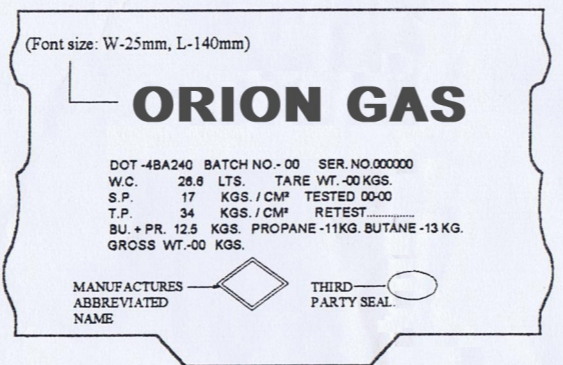 (Font size: W-25mm, L-140mm)
ORION GAS
DOT -4BA240 BATCH NO.- 00 SER. NO.000000
W.C. 26.6 LTS. TARE WT. -00 KGS.
S.P. 17 KGS. / CM² TESTED 00-00
T.P. 34 KGS. / CM² RETEST................
BU. + PR. 12.5 KGS. PROPANE -11KG. BUTANE -13 KG.
GROSS WT.-00 KGS.
MANUFACTURES ABBREVIATED NAME
THIRD PARTY SEAL.